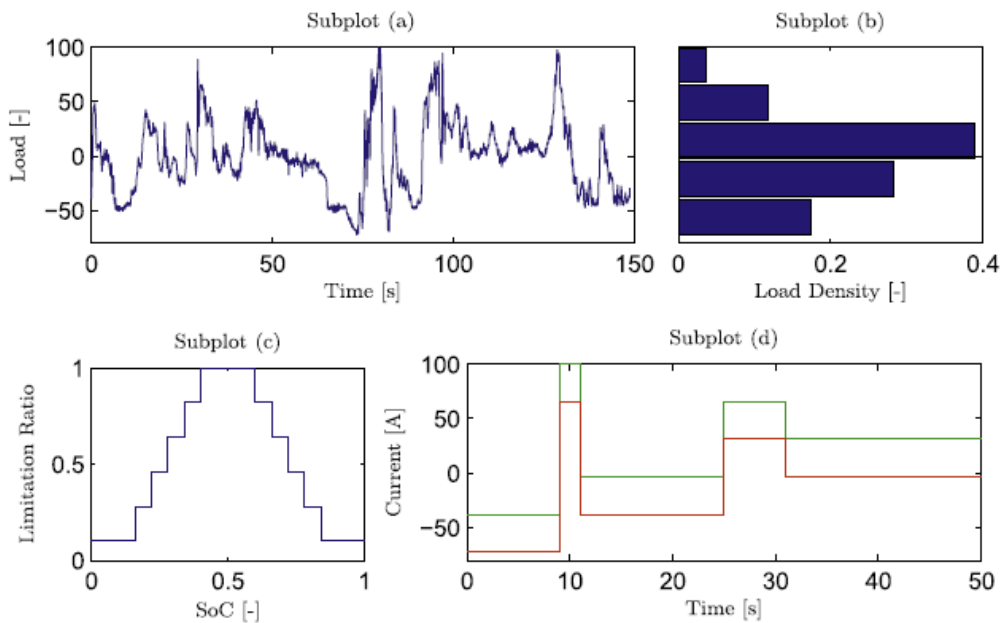 Subplot (a)
100
50
0
−50
Load [-]
0
50
100
150
Time [s]
Subplot (b)
0
0.2
0.4
Load Density [-]
Subplot (c)
1
0.5
0
Limitation Ratio
0
0.5
1
SoC [-]
Subplot (d)
100
50
0
−50
Current [A]
0
10
20
30
40
50
Time [s]